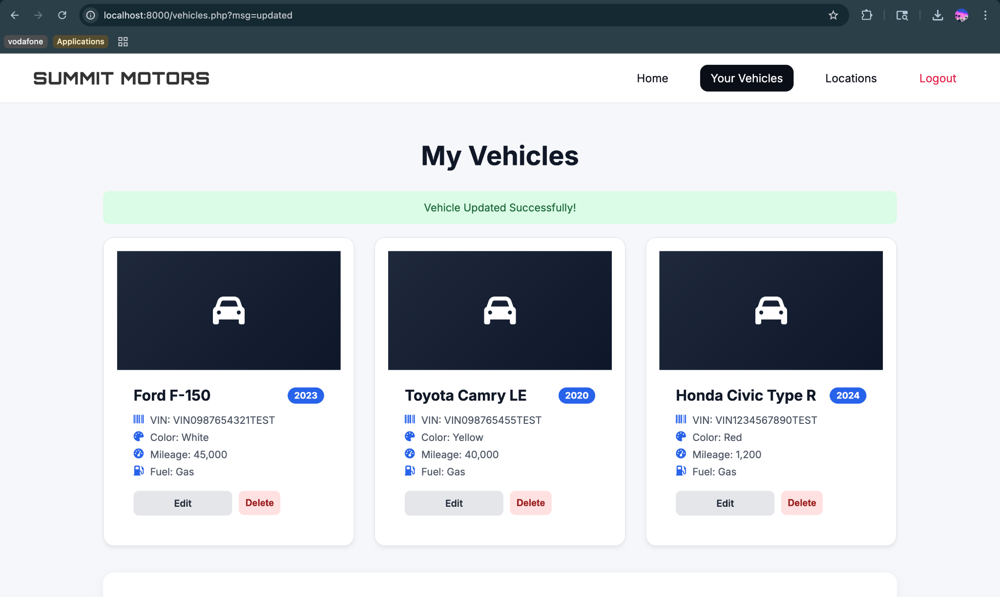 localhost:8000/vehicles.php?msg=updated
vodafone
Applications
SUMMIT MOTORS
Home
Your Vehicles
Locations
Logout
My Vehicles
Vehicle Updated Successfully!
Ford F-150
2023
VIN: VIN0987654321TEST
Color: White
Mileage: 45,000
Fuel: Gas
Edit
Delete
Toyota Camry LE
2020
VIN: VIN098765455TEST
Color: Yellow
Mileage: 40,000
Fuel: Gas
Edit
Delete
Honda Civic Type R
2024
VIN: VIN1234567890TEST
Color: Red
Mileage: 1,200
Fuel: Gas
Edit
Delete